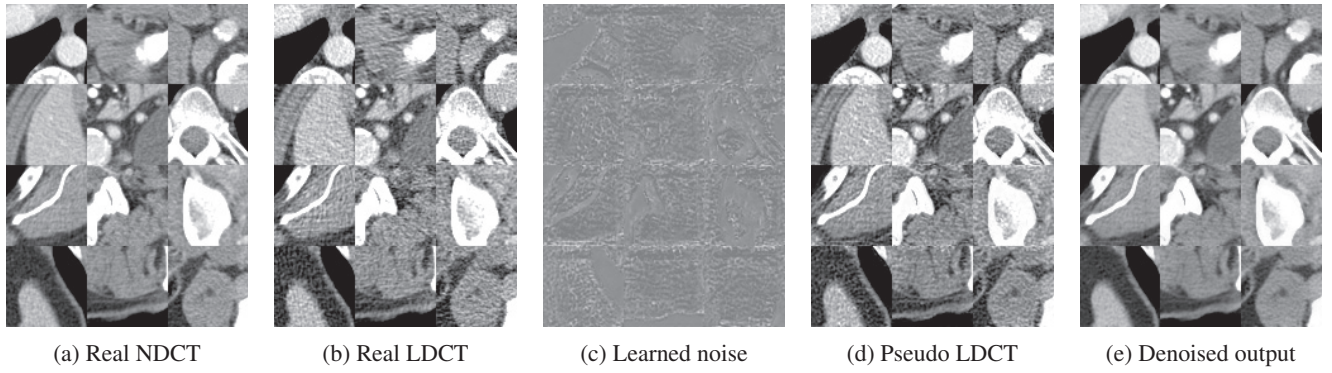 (a) Real NDCT
(b) Real LDCT
(c) Learned noise
(d) Pseudo LDCT
(e) Denoised output